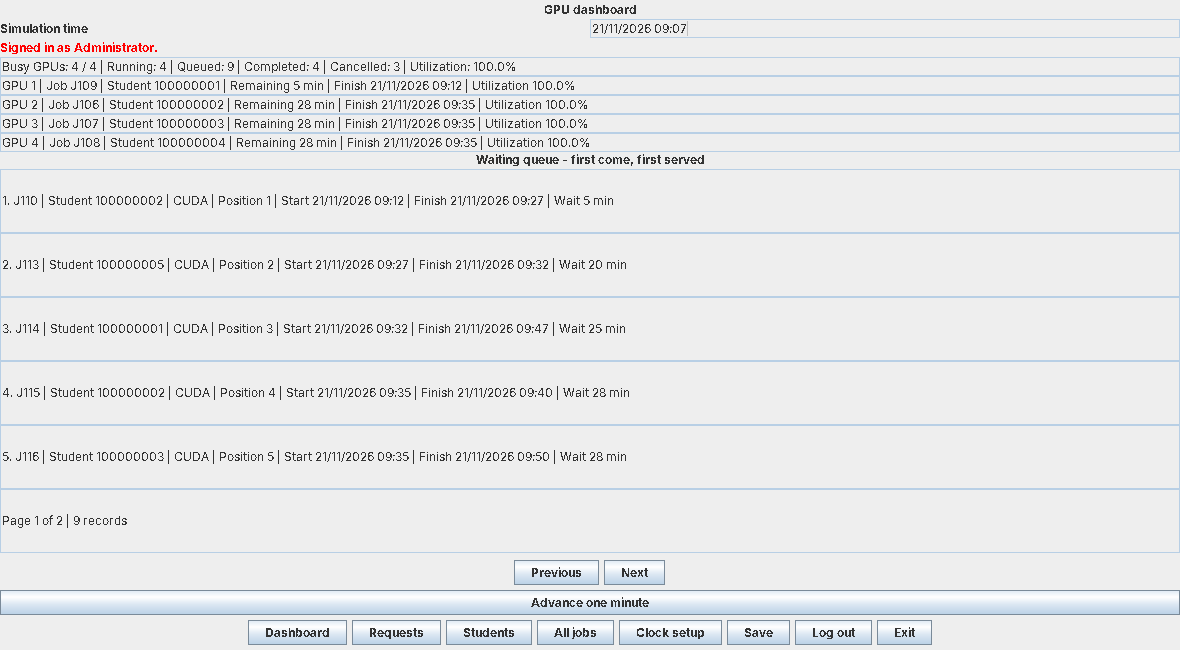 GPU dashboard
Simulation time 21/11/2026 09:07
Signed in as Administrator.
Busy GPUs: 4 / 4 | Running: 4 | Queued: 9 | Completed: 4 | Cancelled: 3 | Utilization: 100.0%
GPU 1 | Job J109 | Student 100000001 | Remaining 5 min | Finish 21/11/2026 09:12 | Utilization 100.0%
GPU 2 | Job J106 | Student 100000002 | Remaining 28 min | Finish 21/11/2026 09:35 | Utilization 100.0%
GPU 3 | Job J107 | Student 100000003 | Remaining 28 min | Finish 21/11/2026 09:35 | Utilization 100.0%
GPU 4 | Job J108 | Student 100000004 | Remaining 28 min | Finish 21/11/2026 09:35 | Utilization 100.0%
Waiting queue - first come, first served
1. J110 | Student 100000002 | CUDA | Position 1 | Start 21/11/2026 09:12 | Finish 21/11/2026 09:27 | Wait 5 min
2. J113 | Student 100000005 | CUDA | Position 2 | Start 21/11/2026 09:27 | Finish 21/11/2026 09:32 | Wait 20 min
3. J114 | Student 100000001 | CUDA | Position 3 | Start 21/11/2026 09:32 | Finish 21/11/2026 09:47 | Wait 25 min
4. J115 | Student 100000002 | CUDA | Position 4 | Start 21/11/2026 09:35 | Finish 21/11/2026 09:40 | Wait 28 min
5. J116 | Student 100000003 | CUDA | Position 5 | Start 21/11/2026 09:35 | Finish 21/11/2026 09:50 | Wait 28 min
Page 1 of 2 | 9 records
Previous Next
Advance one minute
Dashboard Requests Students All jobs Clock setup Save Log out Exit